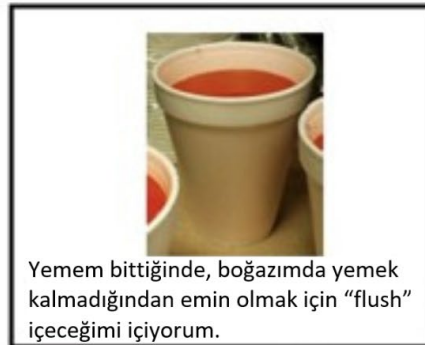 Yemem bittiğinde, boğazımda yemek
kalmadığından emin olmak için “flush”
içeceğimi içiyorum.